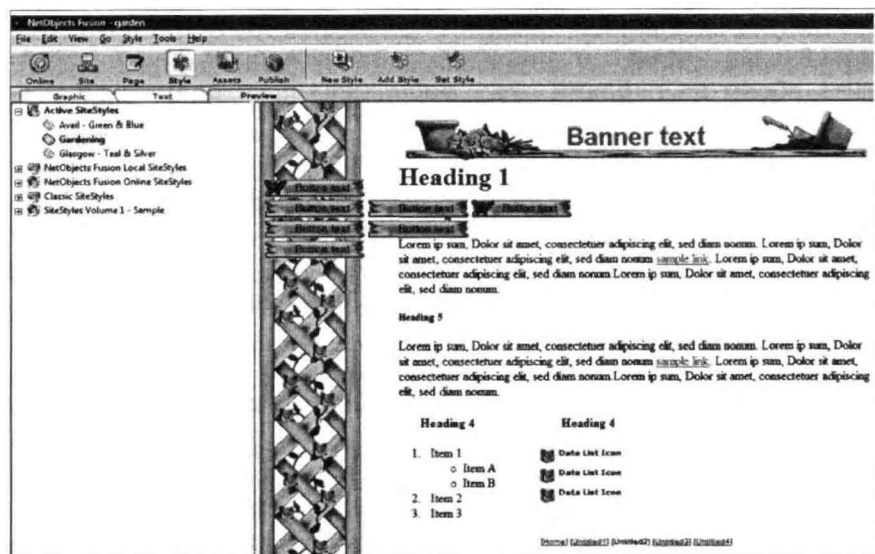 NetObjects Fusion - garden
File Edit View Go Style Tools Help
Online Site Page Style Assets Publish New Style Add Style Set Style
Graphic Text Preview
Active SiteStyles
Avail - Green & Blue
Gardening
Glasgow - Teal & Silver
NetObjects Fusion Local SiteStyles
NetObjects Fusion Online SiteStyles
Classic SiteStyles
SiteStyles Volume 1 - Sample
Banner text
Heading 1
Button text
Button text Button text Button text
Button text Button text
Button text
Lorem ip sum, Dolor sit amet, consectetuer adipiscing elit, sed diam nonum. Lorem ip sum, Dolor
sit amet, consectetuer adipiscing elit, sed diam nonum sample link. Lorem ip sum, Dolor sit amet,
consectetuer adipiscing elit, sed diam nonum.Lorem ip sum, Dolor sit amet, consectetuer adipiscing
elit, sed diam nonum.
Heading 5
Lorem ip sum, Dolor sit amet, consectetuer adipiscing elit, sed diam nonum. Lorem ip sum, Dolor
sit amet, consectetuer adipiscing elit, sed diam nonum sample link. Lorem ip sum, Dolor sit amet,
consectetuer adipiscing elit, sed diam nonum.Lorem ip sum, Dolor sit amet, consectetuer adipiscing
elit, sed diam nonum.
Heading 4 Heading 4
1. Item 1
o Item A
o Item B
2. Item 2
3. Item 3
Data List Icon
Data List Icon
Data List Icon
[Home] [Untitled1] [Untitled2] [Untitled3] [Untitled4]